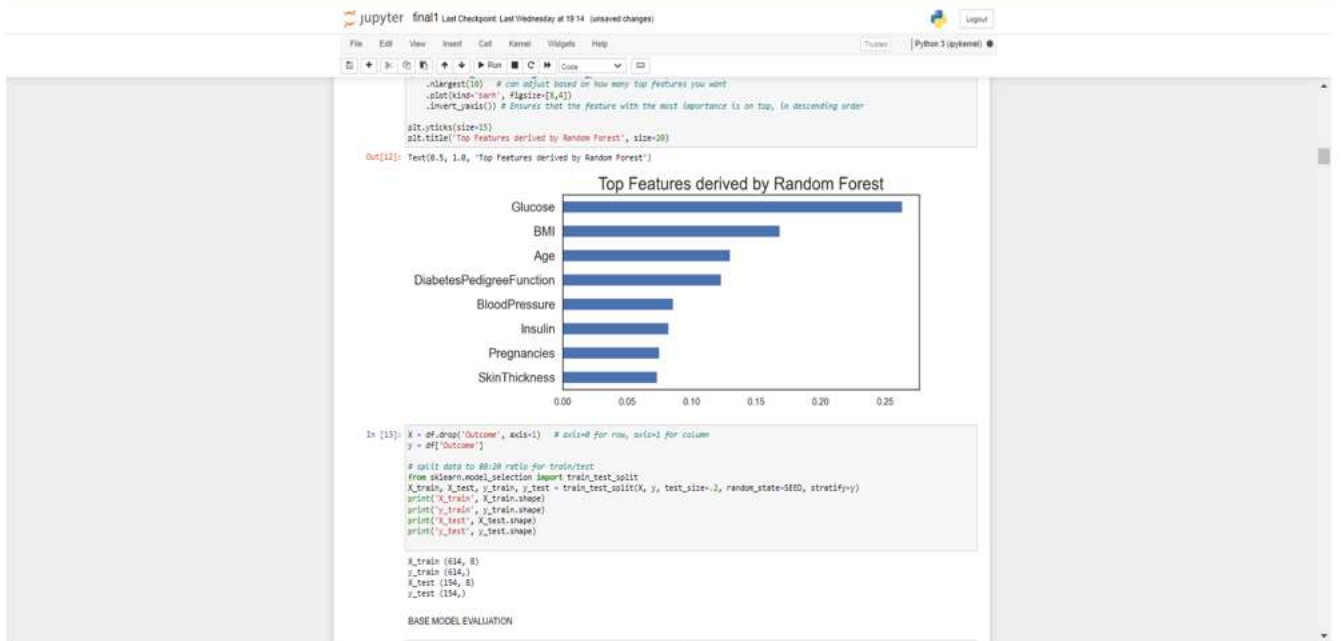 jupyter final1 Last Checkpoint: Last Wednesday at 19:14 (unsaved changes)
Logout
File Edit View Insert Cell Kernel Widgets Help
Trusted Python 3 (ipykernel)
Run Code
.nlargest(10) # can adjust based on how many top features you want
.plot(kind='barh', figsize=[8,4])
.invert_yaxis()) # Ensures that the feature with the most importance is on top, in descending order
plt.yticks(size=15)
plt.title('Top Features derived by Random Forest', size=20)
Out[12]: Text(0.5, 1.0, 'Top Features derived by Random Forest')
Top Features derived by Random Forest
Glucose
BMI
Age
DiabetesPedigreeFunction
BloodPressure
Insulin
Pregnancies
SkinThickness
0.00 0.05 0.10 0.15 0.20 0.25
In [13]: X = df.drop('Outcome', axis=1) # axis=0 for row, axis=1 for column
y = df['Outcome']
# split data to 80:20 ratio for train/test
from sklearn.model_selection import train_test_split
X_train, X_test, y_train, y_test = train_test_split(X, y, test_size=.2, random_state=SEED, stratify=y)
print('X_train', X_train.shape)
print('y_train', y_train.shape)
print('X_test', X_test.shape)
print('y_test', y_test.shape)
X_train (614, 8)
y_train (614,)
X_test (154, 8)
y_test (154,)
BASE MODEL EVALUATION